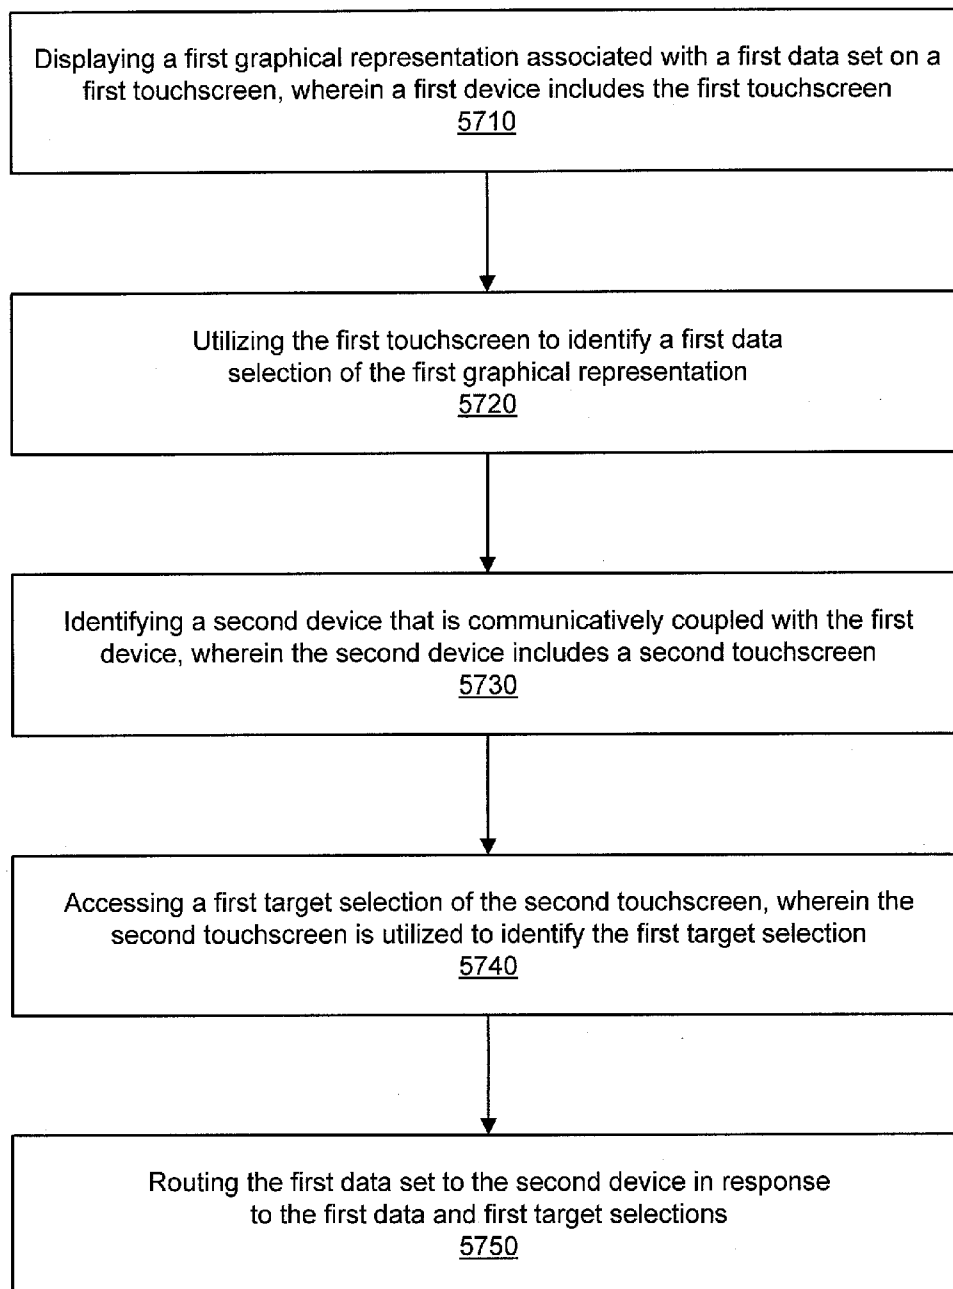 Displaying a first graphical representation associated with a first data set on a
first touchscreen, wherein a first device includes the first touchscreen
5710
Utilizing the first touchscreen to identify a first data
selection of the first graphical representation
5720
Identifying a second device that is communicatively coupled with the first
device, wherein the second device includes a second touchscreen
5730
Accessing a first target selection of the second touchscreen, wherein the
second touchscreen is utilized to identify the first target selection
5740
Routing the first data set to the second device in response
to the first data and first target selections
5750